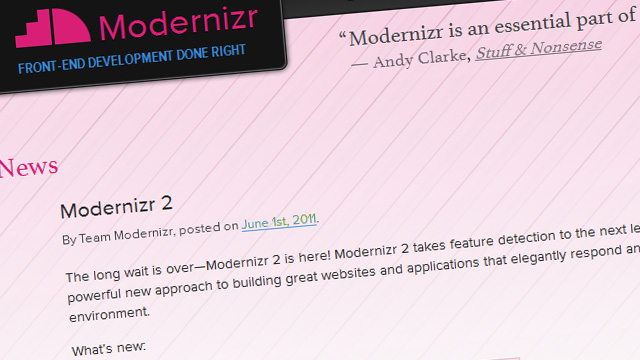 Modernizr
FRONT-END DEVELOPMENT DONE RIGHT
“Modernizr is an essential part of
— Andy Clarke, Stuff & Nonsense
News
Modernizr 2
By Team Modernizr, posted on June 1st, 2011.
The long wait is over—Modernizr 2 is here! Modernizr 2 takes feature detection to the next le
powerful new approach to building great websites and applications that elegantly respond an
environment.
What's new: